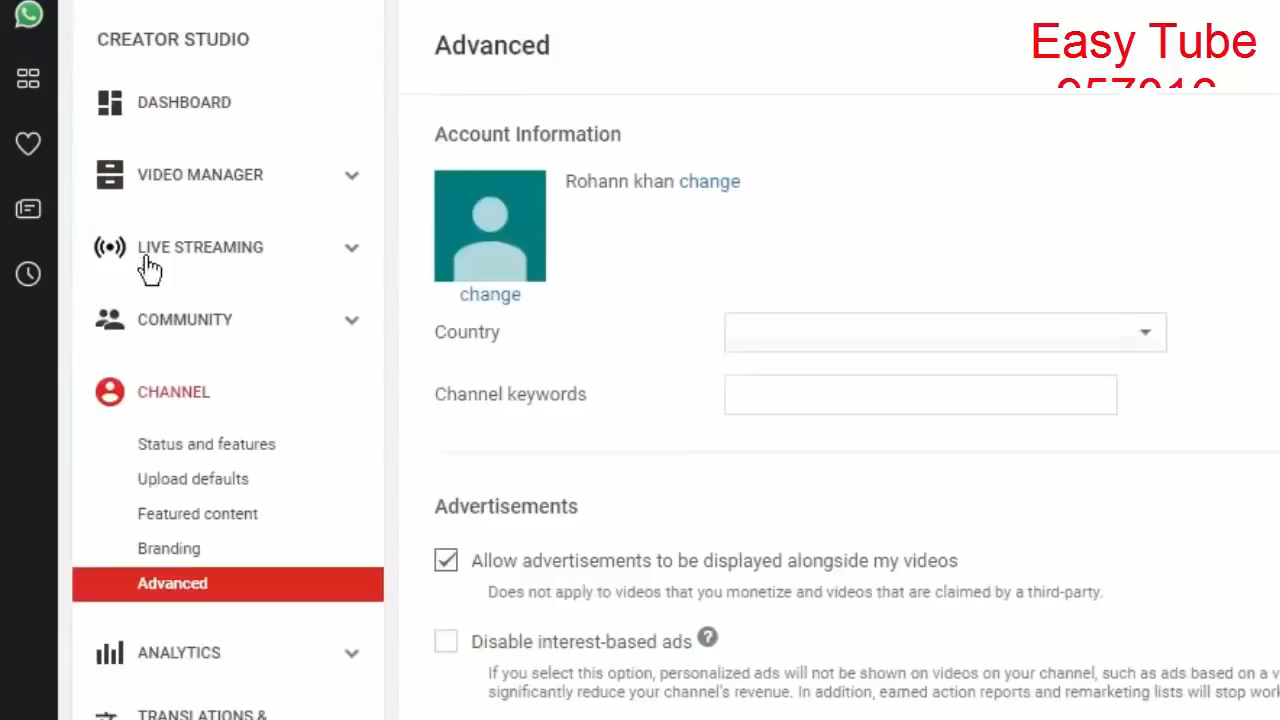 CREATOR STUDIO
DASHBOARD
VIDEO MANAGER
LIVE STREAMING
COMMUNITY
CHANNEL
Status and features
Upload defaults
Featured content
Branding
Advanced
ANALYTICS
TRANSLATIONS &
Advanced
Easy Tube
Account Information
Rohann khan change
change
Country
Channel keywords
Advertisements
Allow advertisements to be displayed alongside my videos
Does not apply to videos that you monetize and videos that are claimed by a third-party.
Disable interest-based ads ?
If you select this option, personalized ads will not be shown on videos on your channel, such as ads based on a
significantly reduce your channel's revenue. In addition, earned action reports and remarketing lists will stop